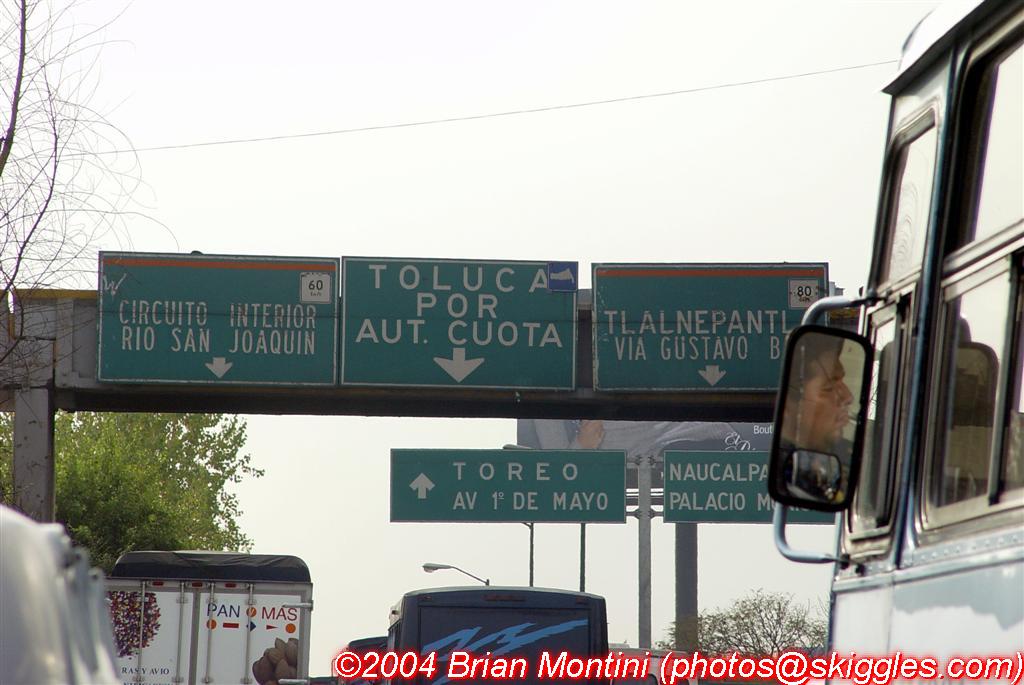 CIRCUITO INTERIOR
RIO SAN JOAQUIN
60
TOLUCA
POR
AUT. CUOTA
80
TLALNEPANTL
VIA GUSTAVO B
TOREO
AV 1º DE MAYO
NAUCALPA
PALACIO
Bout
PAN Y MAS
©2004 Brian Montini (photos@skiggles.com)